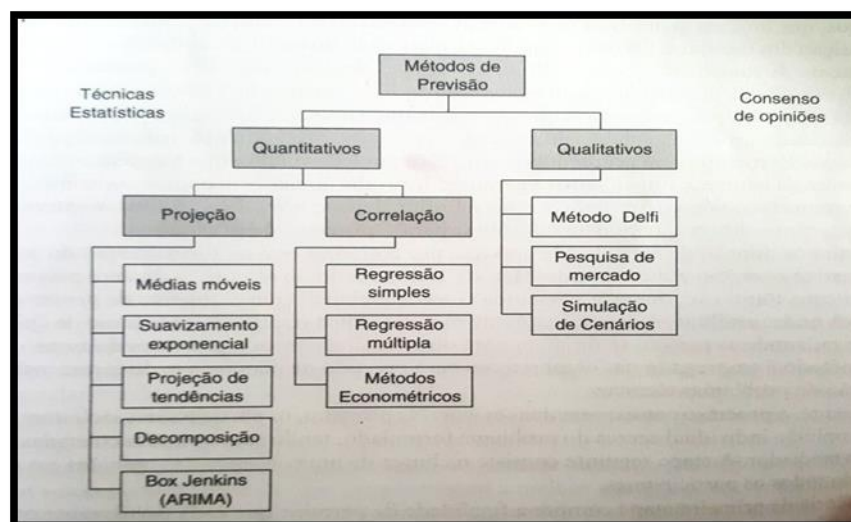 Métodos de
Previsão
Técnicas
Estatísticas
Consenso
de opiniões
Quantitativos
Qualitativos
Projeção
Correlação
Método Delfi
Médias móveis
Regressão
simples
Pesquisa de
mercado
Suavizamento
exponencial
Regressão
múltipla
Simulação
de Cenários
Projeção de
tendências
Métodos
Econométricos
Decomposição
Box Jenkins
(ARIMA)